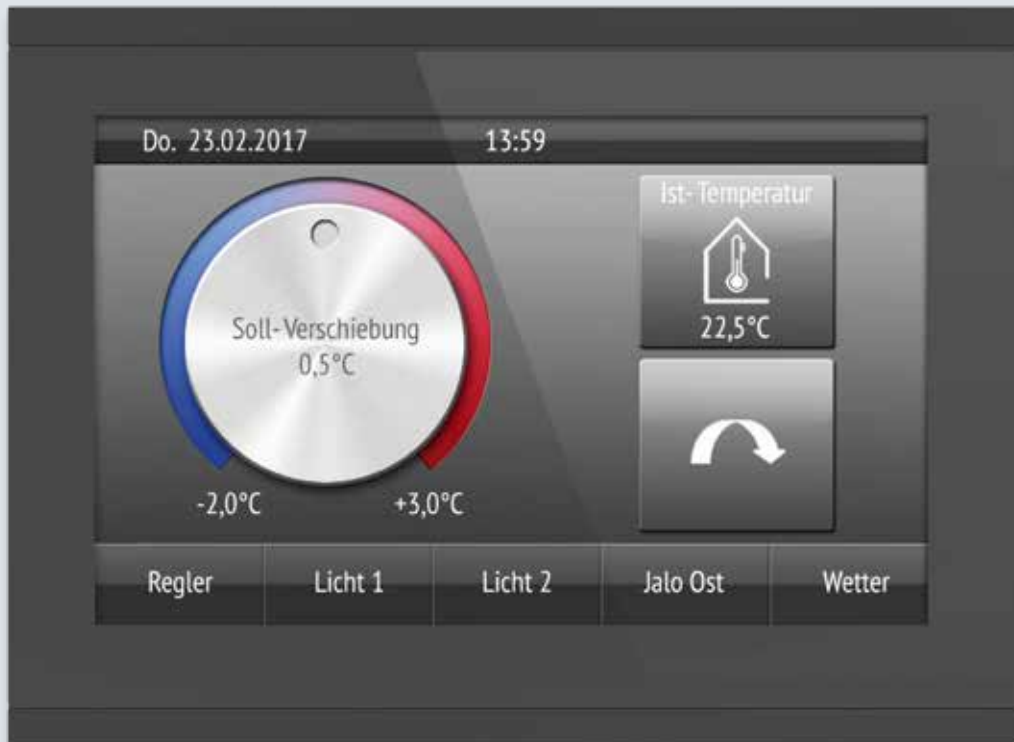 Do. 23.02.2017 13:59
Ist-Temperatur
22,5°C
Soll-Verschiebung
0,5°C
-2,0°C +3,0°C
Regler Licht 1 Licht 2 Jalo Ost Wetter